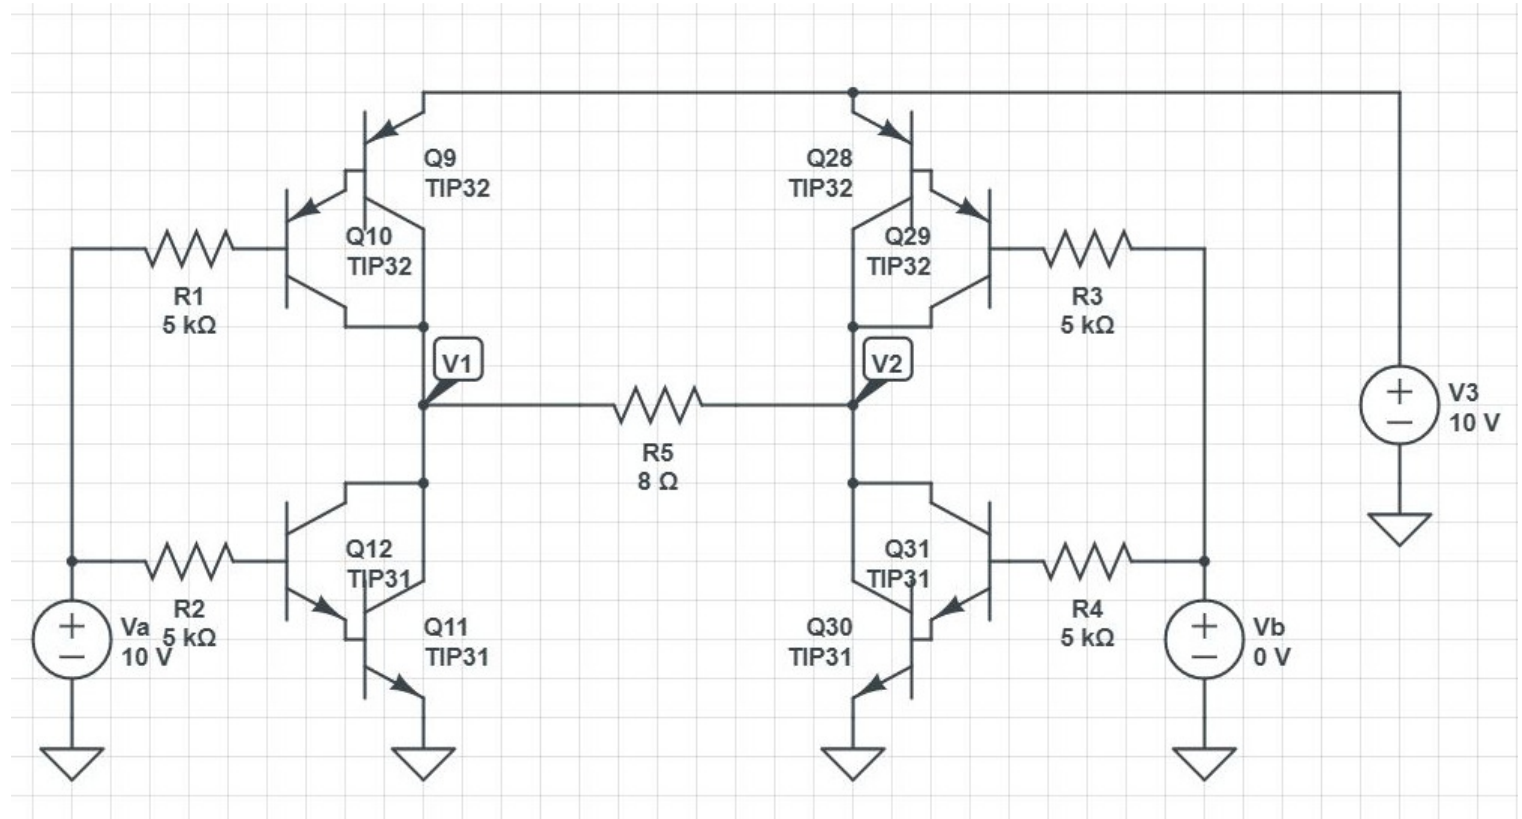 Q9
TIP32
Q28
TIP32
Q10
TIP32
Q29
TIP32
R1
5 kΩ
R3
5 kΩ
V1
V2
V3
10 V
R5
8 Ω
Q12
TIP31
Q31
TIP31
R2
5 kΩ
R4
5 kΩ
Va
10 V
Q11
TIP31
Q30
TIP31
Vb
0 V